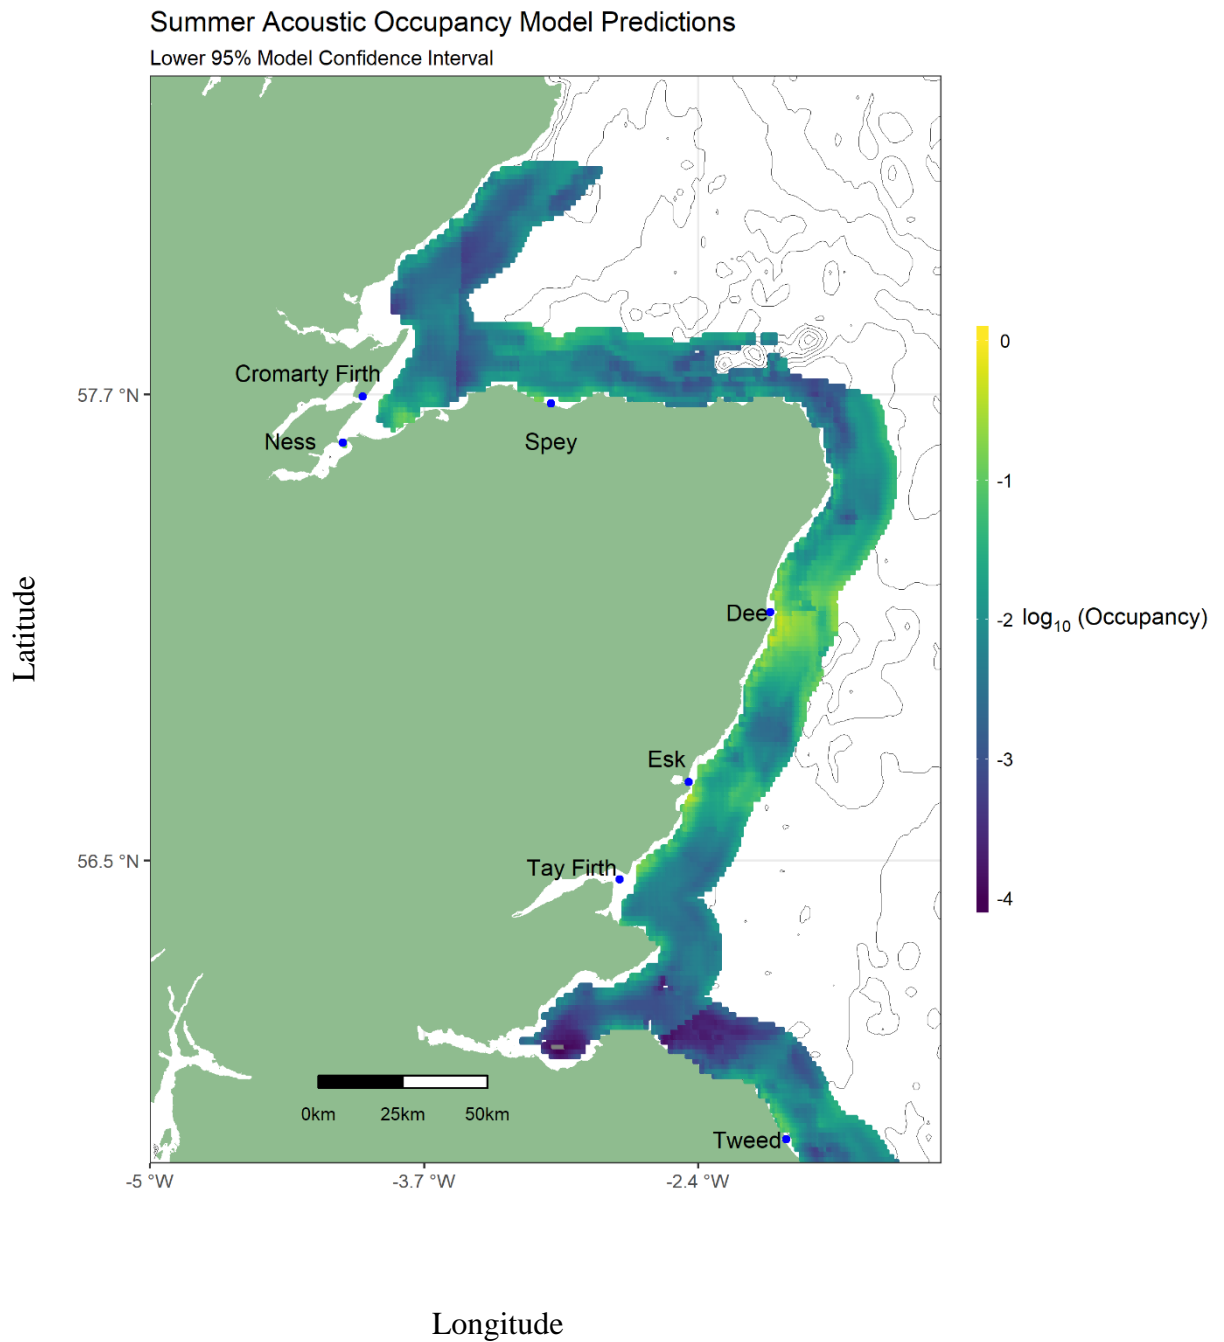 Summer Acoustic Occupancy Model Predictions
Lower 95% Model Confidence Interval
0
Cromarty Firth
57.7 °N
Ness
Spey
-1
Latitude
Dee
-2
log10 (Occupancy)
Esk
-3
56.5 °N
Tay Firth
-4
0km 25km 50km
Tweed
-5 °W
-3.7 °W
-2.4 °W
Longitude